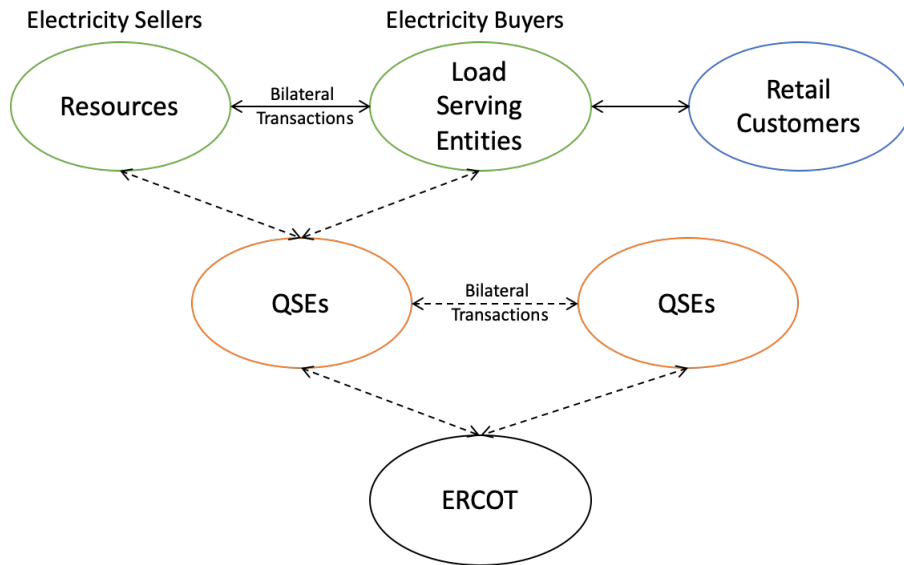 Electricity Sellers
Electricity Buyers
Resources
Bilateral
Transactions
Load
Serving
Entities
Retail
Customers
QSEs
Bilateral
Transactions
QSEs
ERCOT